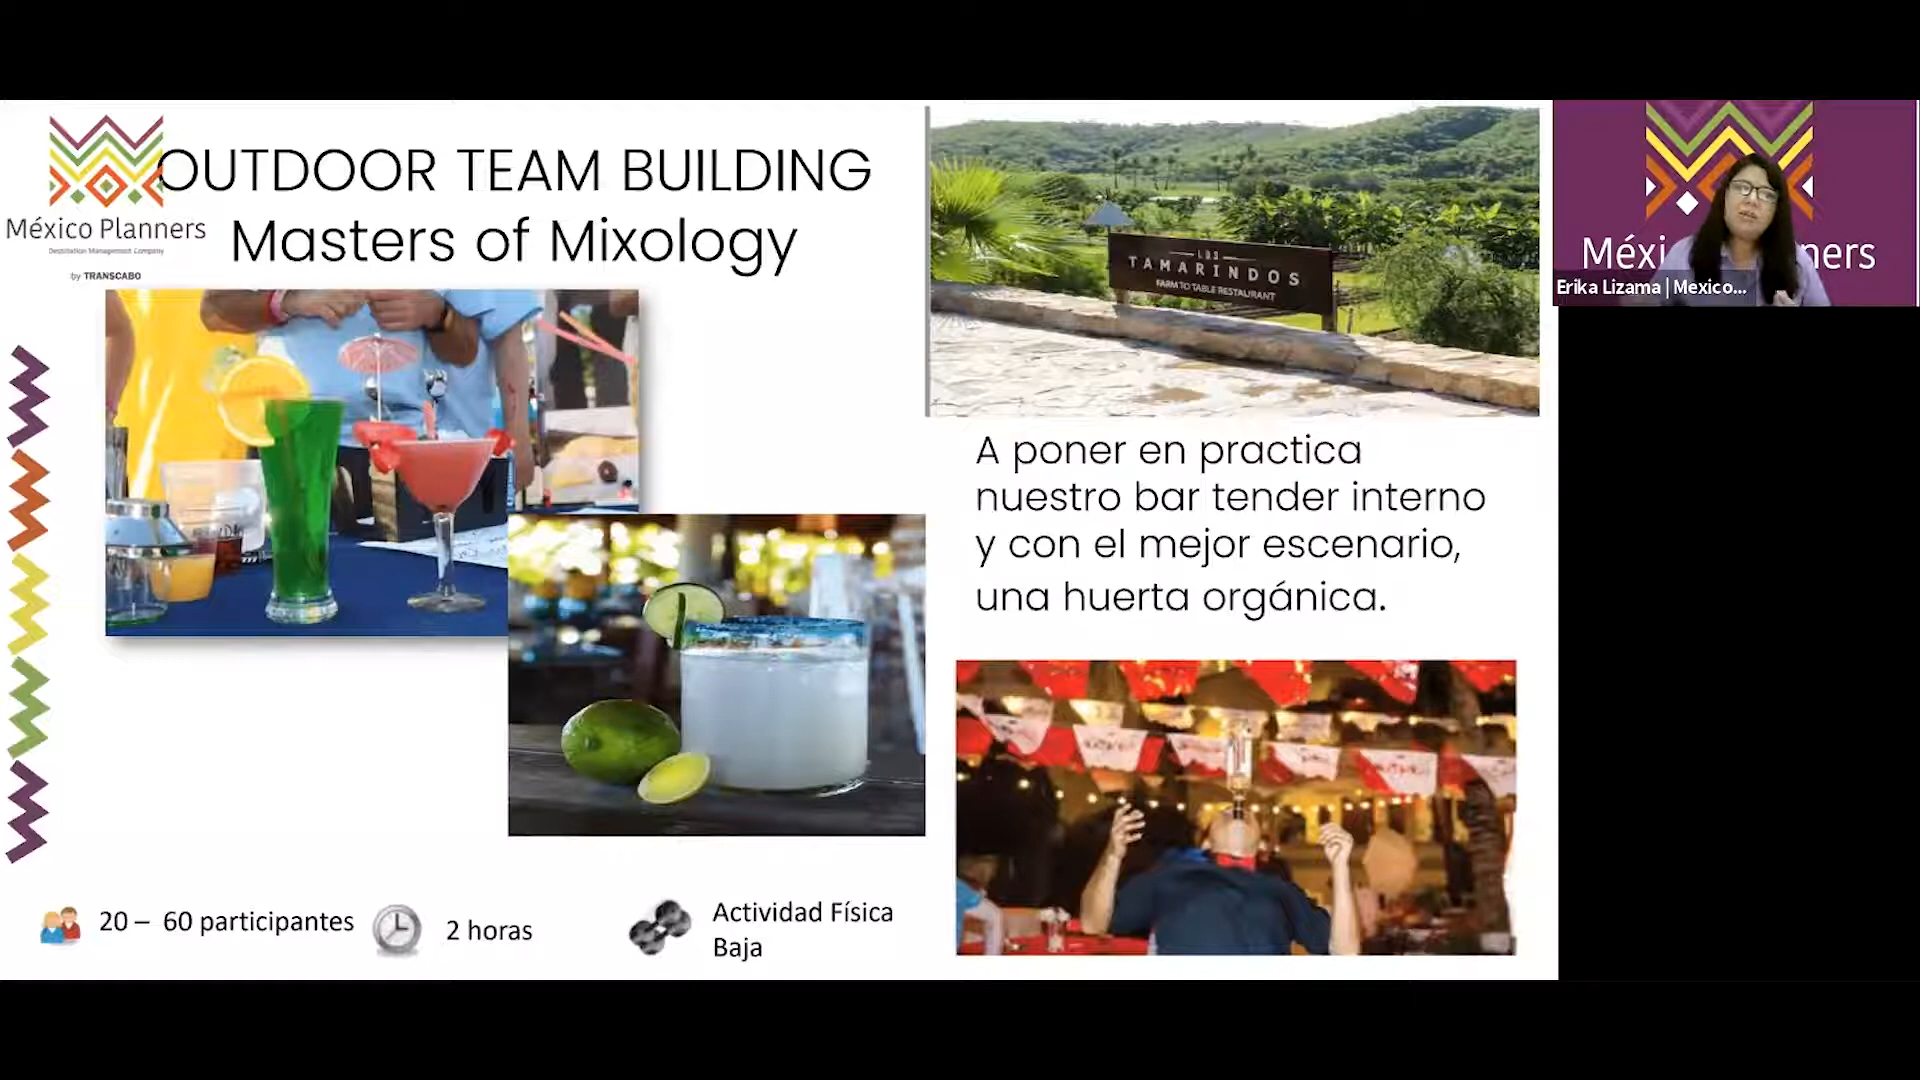 OUTDOOR TEAM BUILDING
Masters of Mixology
México Planners
Destination Management Company
by TRANSCABO
LOS
TAMARINDOS
FARM TO TABLE RESTAURANT
A poner en practica
nuestro bar tender interno
y con el mejor escenario,
una huerta orgánica.
20 – 60 participantes
2 horas
Actividad Física
Baja
Méxi
ners
Erika Lizama | Mexico...